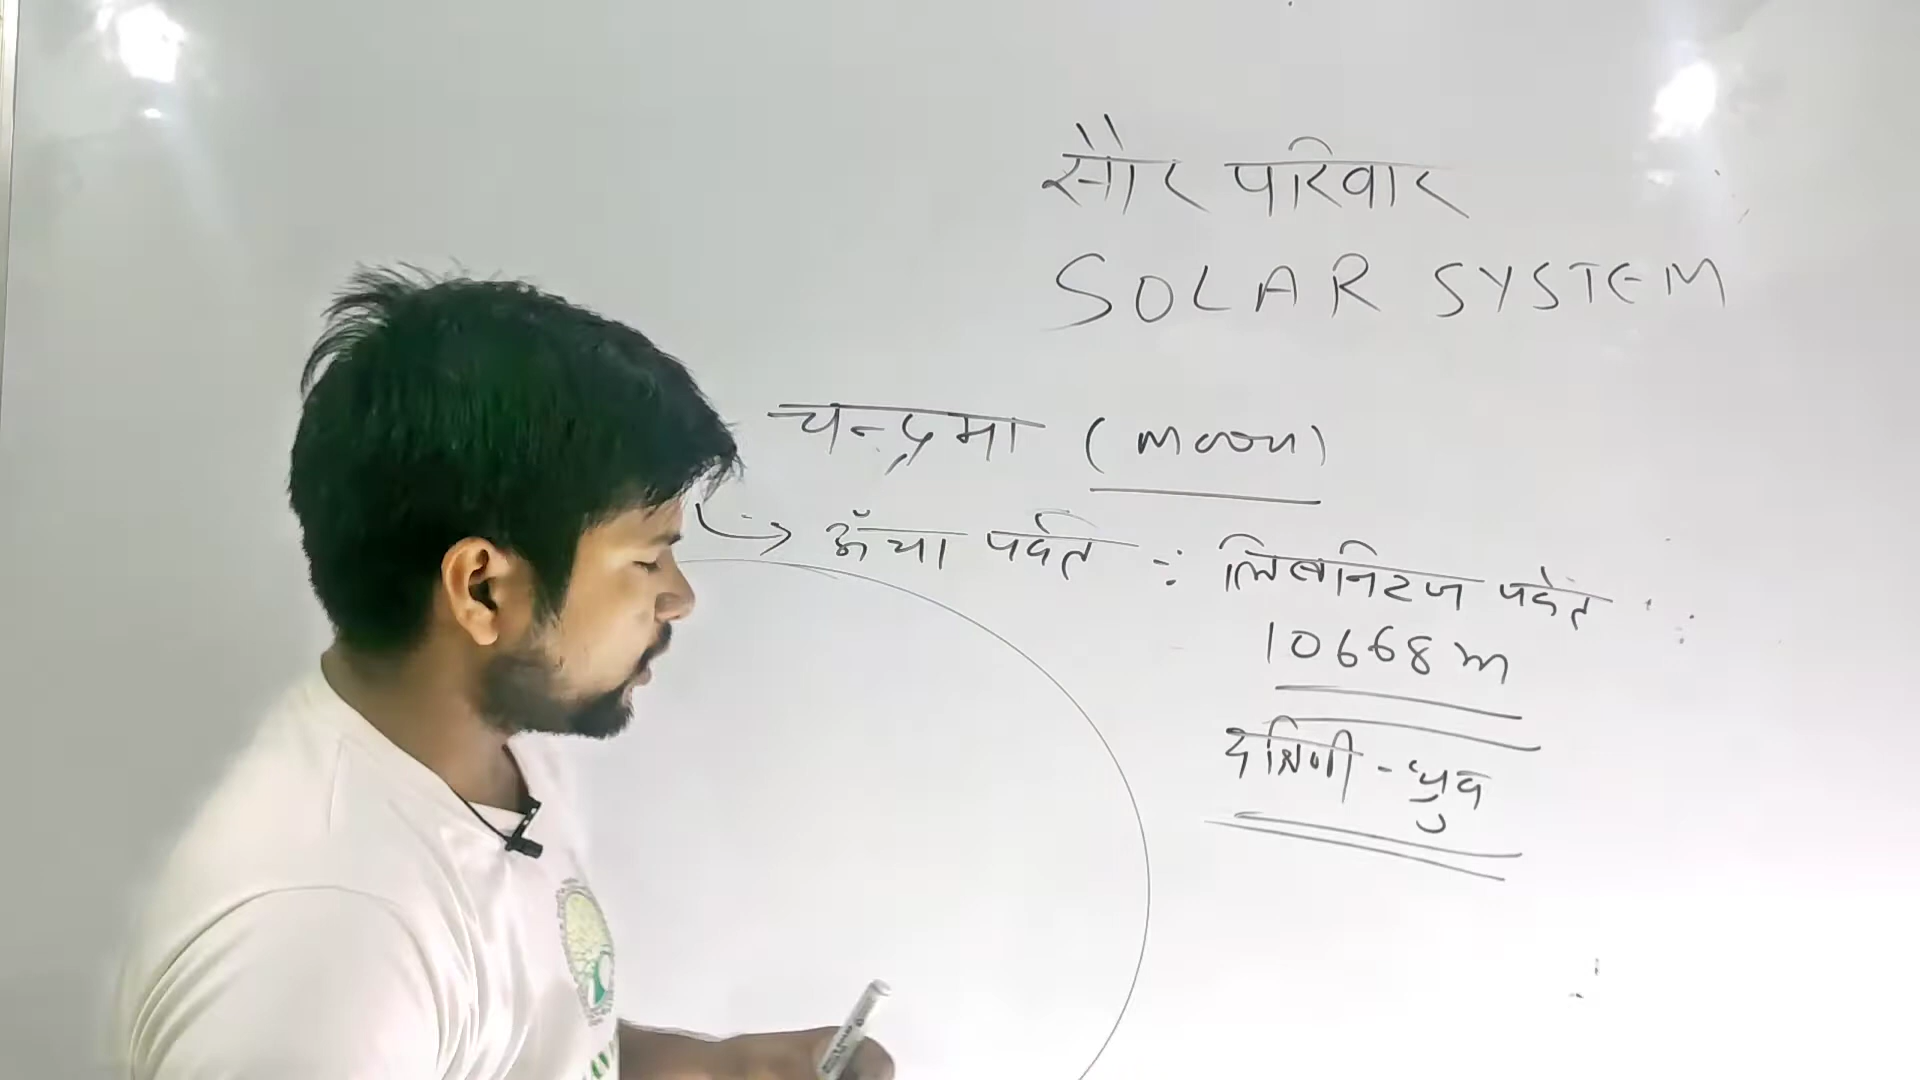 सौर परिवार
SOLAR SYSTEM
चन्द्रमा (moon)
ऊँचा पर्वत : लिबनिटज पर्वत
10668 m
दक्षिणी - ध्रुव